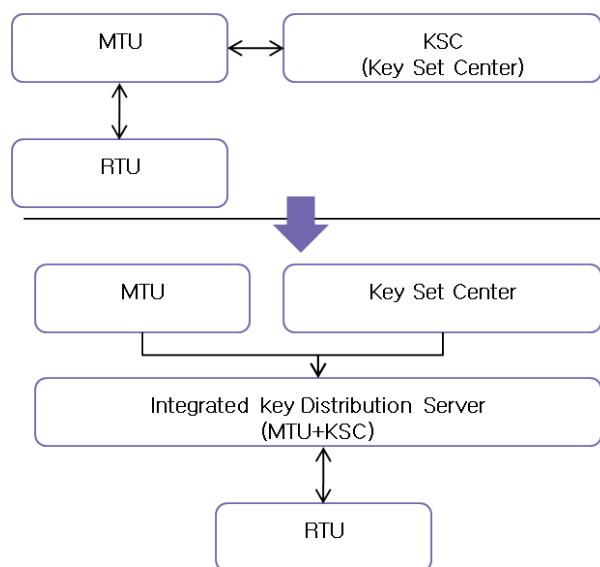 MTU
KSC
(Key Set Center)
RTU
MTU
Key Set Center
Integrated Key Distribution Server
(MTU+KSC)
RTU